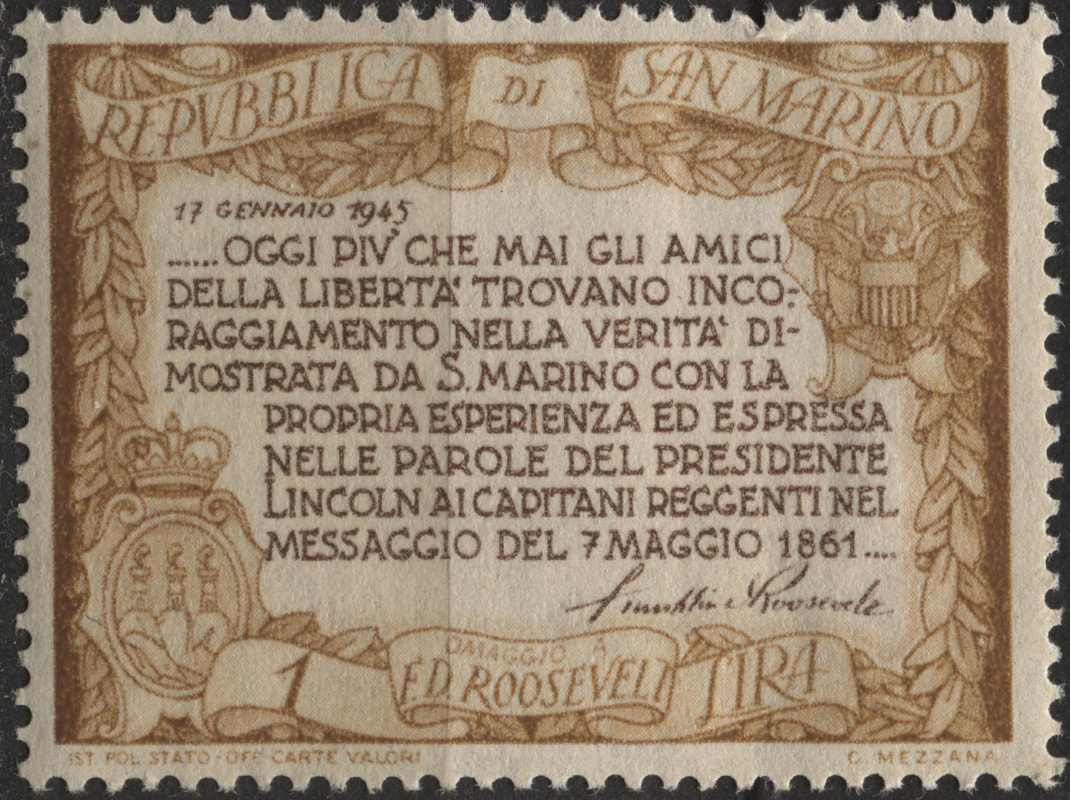 REPVBBLICA DI SAN MARINO
17 GENNAIO 1945
......OGGI PIV' CHE MAI GLI AMICI
DELLA LIBERTA' TROVANO INCO-
RAGGIAMENTO NELLA VERITA' DI-
MOSTRATA DA S. MARINO CON LA
PROPRIA ESPERIENZA ED ESPRESSA
NELLE PAROLE DEL PRESIDENTE
LINCOLN AI CAPITANI REGGENTI NEL
MESSAGGIO DEL 7 MAGGIO 1861....
Franklin D Roosevelt
OMAGGIO A
1 F.D. ROOSEVELT LIRA
IST. POL. STATO-OFF. CARTE VALORI C. MEZZANA